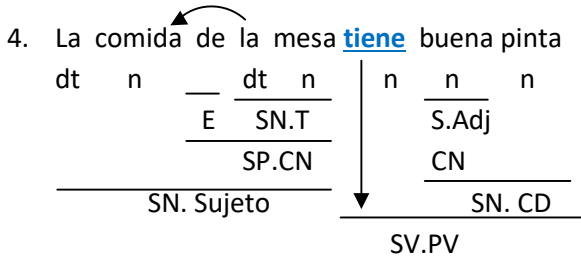 4. La comida de la mesa tiene buena pinta
dt n dt n n n n
E SN.T S.Adj
SP.CN CN
SN. Sujeto SN. CD
SV.PV